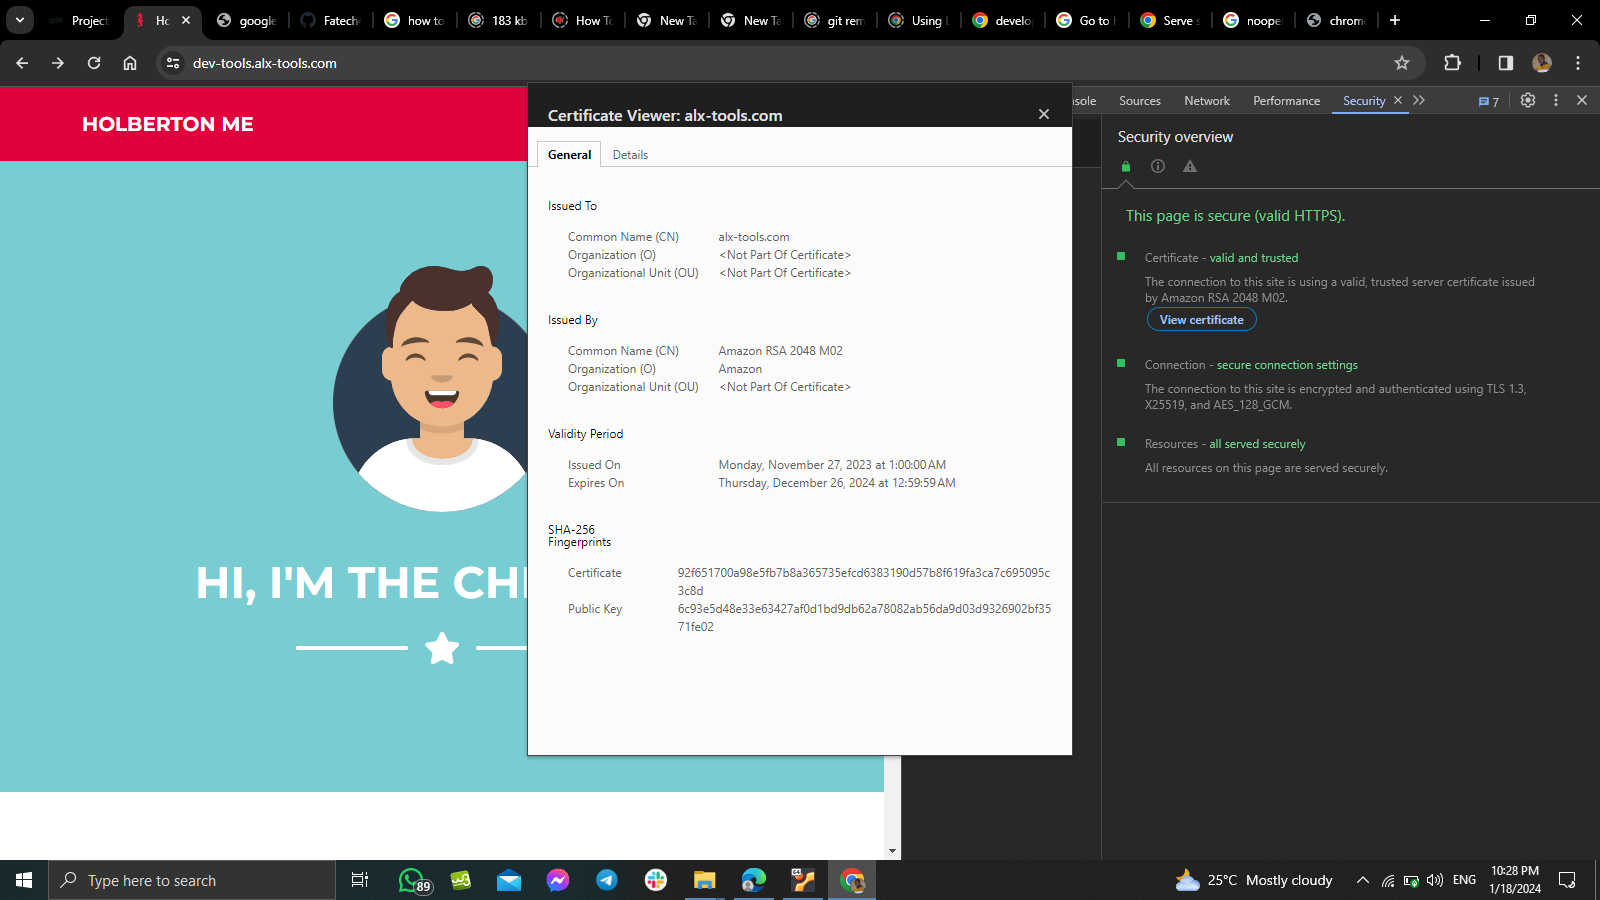 Project
Ho
google
Fatech
how to
183 kb
How To
New Ta
New Ta
git rem
Using
develo
Go to
Serve s
noope
chrom
dev-tools.alx-tools.com
HOLBERTON ME
HI, I'M THE CH
Certificate Viewer: alx-tools.com
General Details
Issued To
Common Name (CN) alx-tools.com
Organization (O) <Not Part Of Certificate>
Organizational Unit (OU) <Not Part Of Certificate>
Issued By
Common Name (CN) Amazon RSA 2048 M02
Organization (O) Amazon
Organizational Unit (OU) <Not Part Of Certificate>
Validity Period
Issued On Monday, November 27, 2023 at 1:00:00 AM
Expires On Thursday, December 26, 2024 at 12:59:59 AM
SHA-256
Fingerprints
Certificate 92f651700a98e5fb7b8a365735efcd6383190d57b8f619fa3ca7c695095c
3c8d
Public Key 6c93e5d48e33e63427af0d1bd9db62a78082ab56da9d03d9326902bf35
71fe02
sole Sources Network Performance Security 7
Security overview
This page is secure (valid HTTPS).
Certificate - valid and trusted
The connection to this site is using a valid, trusted server certificate issued
by Amazon RSA 2048 M02.
View certificate
Connection - secure connection settings
The connection to this site is encrypted and authenticated using TLS 1.3,
X25519, and AES_128_GCM.
Resources - all served securely
All resources on this page are served securely.
Type here to search
89
25°C Mostly cloudy
ENG
10:28 PM
1/18/2024